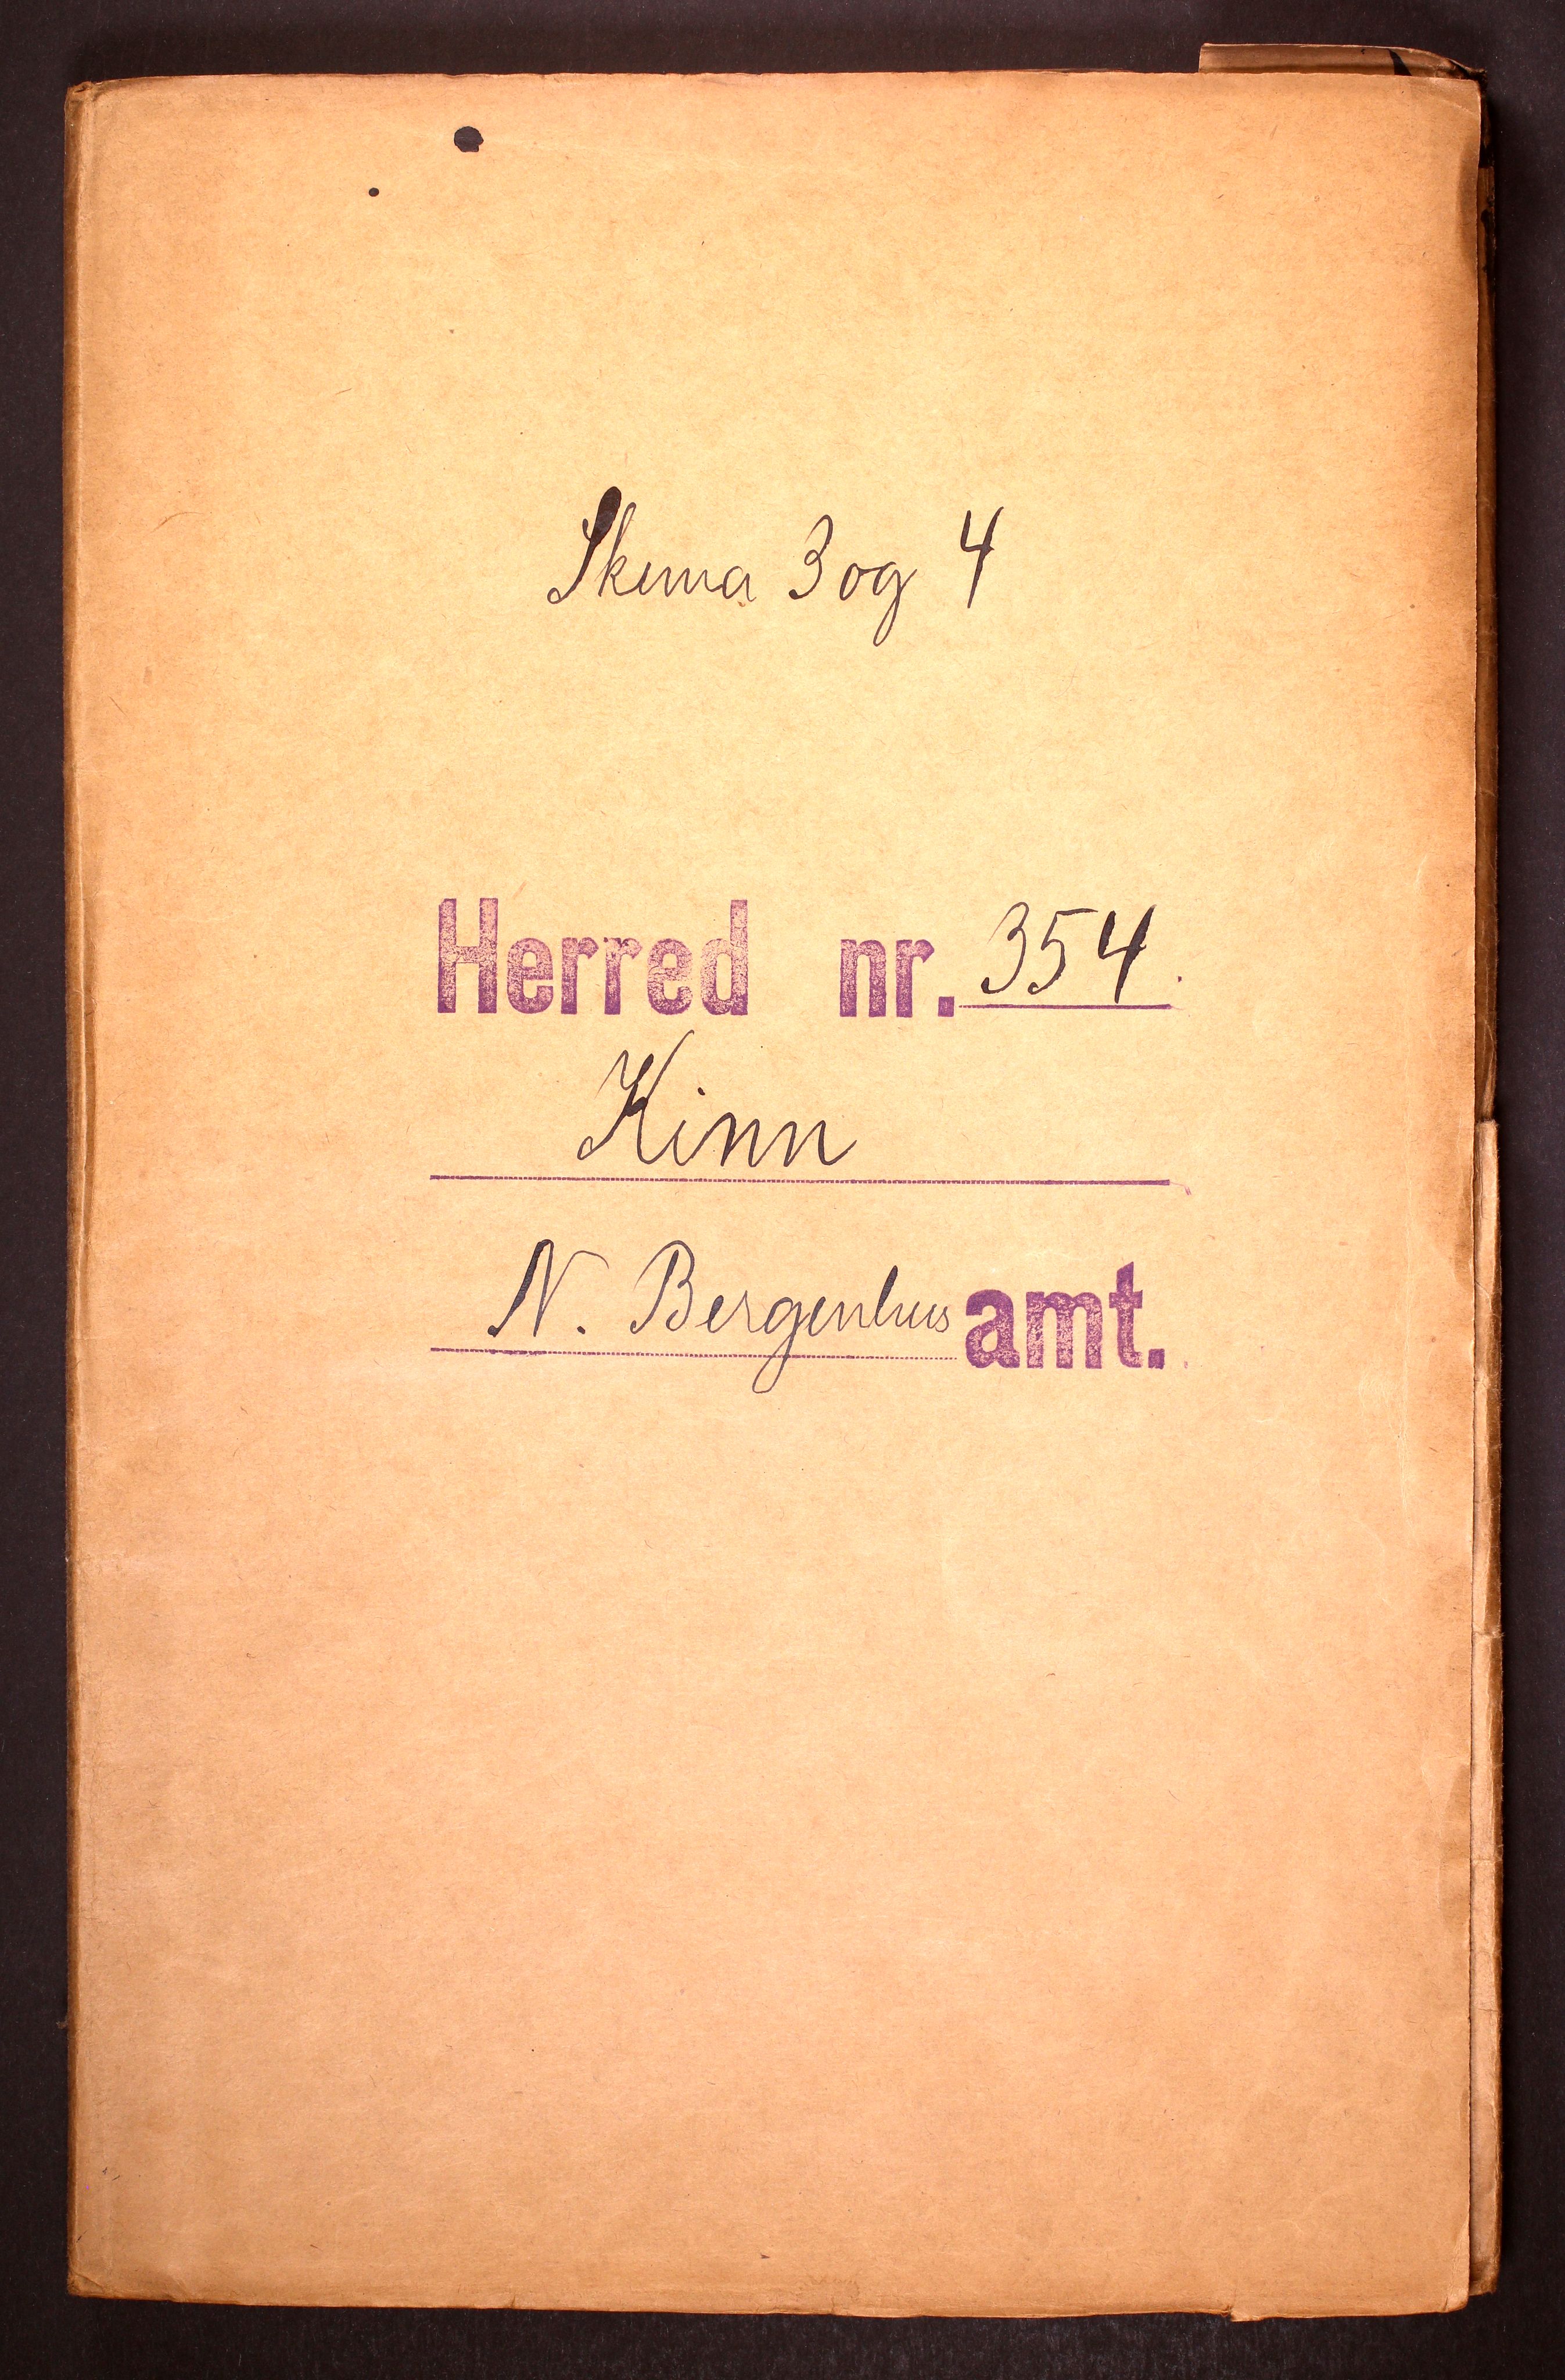 Skema 3 og 4
Herred nr. 354.
Kinn
N. Bergenhus amt.